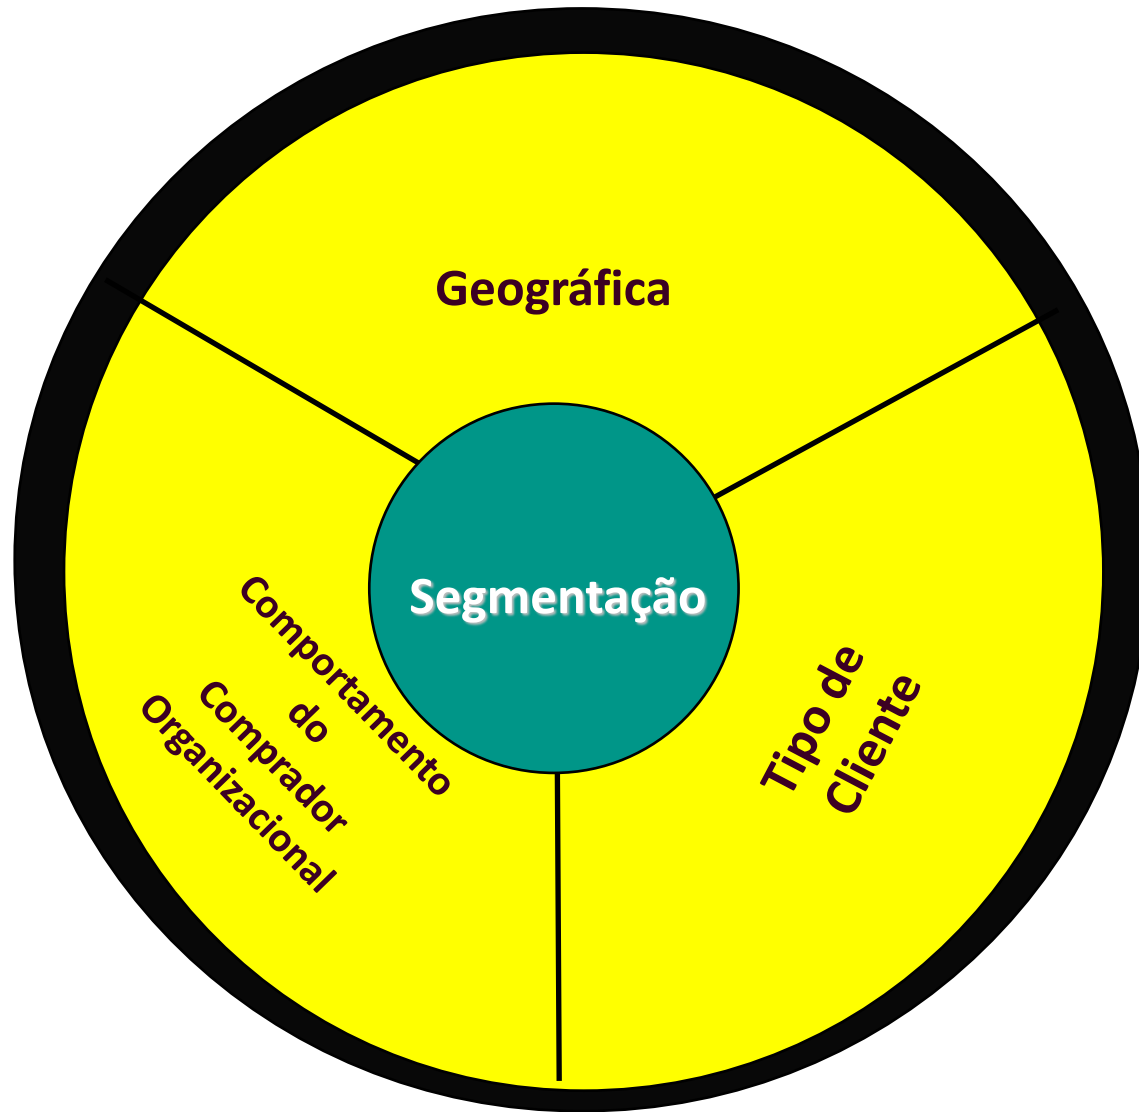 Geográfica
Segmentação
Comportamento
do
Comprador
Organizacional
Tipo de
Cliente